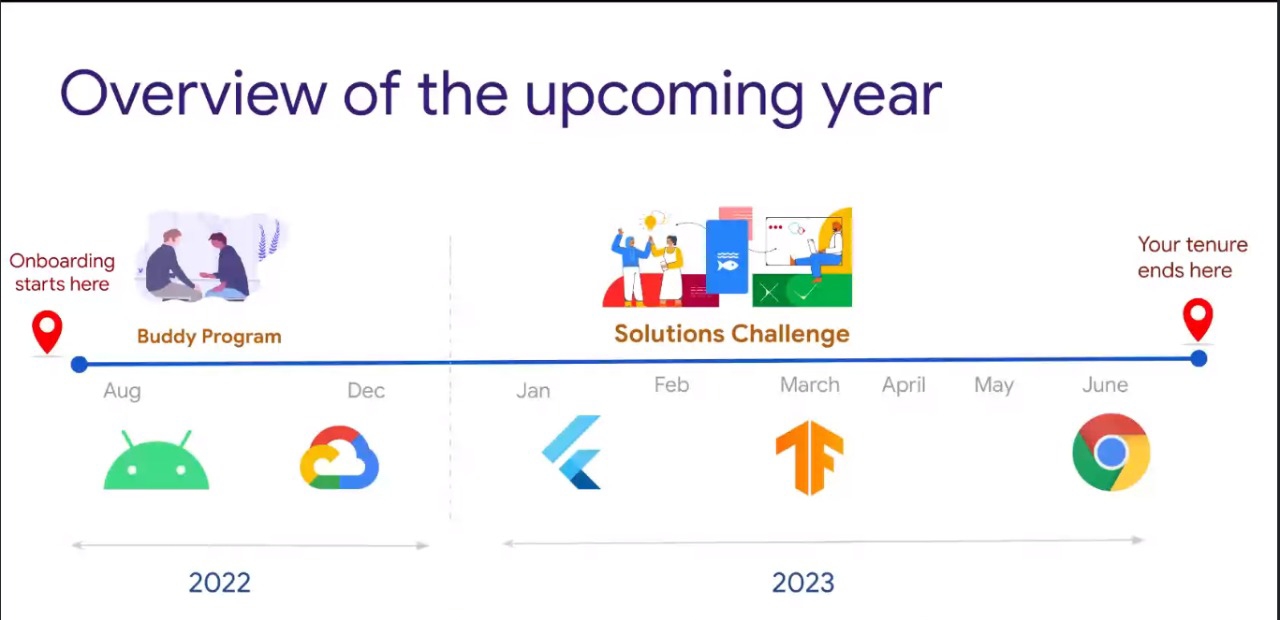 Overview of the upcoming year
Onboarding
starts here
Buddy Program
Solutions Challenge
Your tenure
ends here
Aug
Dec
Jan
Feb
March
April
May
June
2022
2023